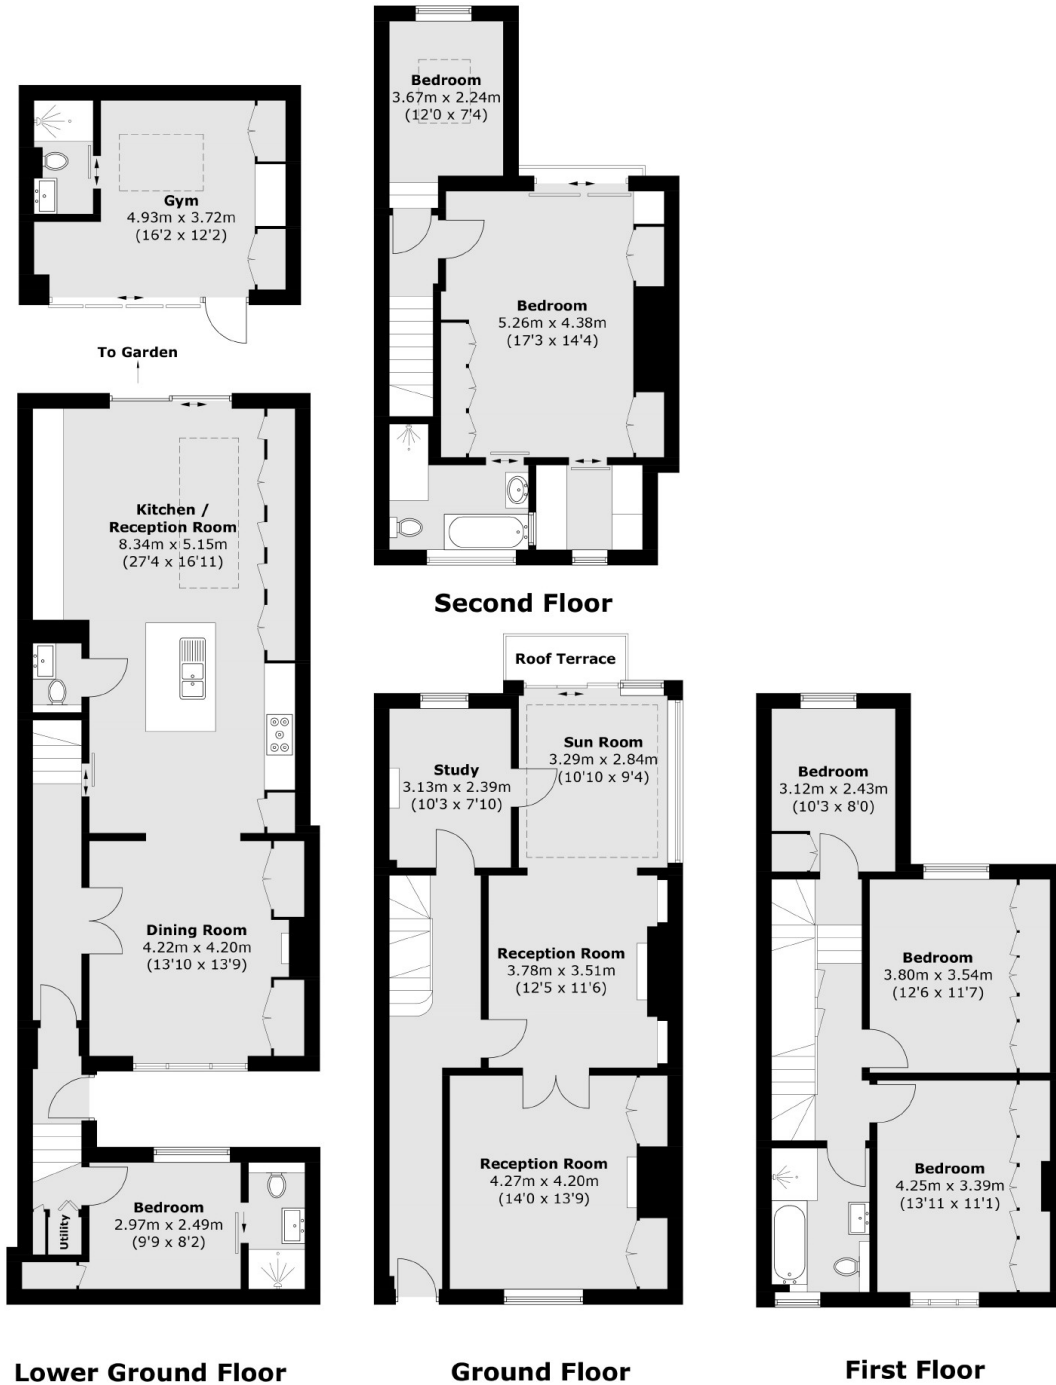 Bedroom
3.67m x 2.24m
(12'0 x 7'4)
Gym
4.93m x 3.72m
(16'2 x 12'2)
Bedroom
5.26m x 4.38m
(17'3 x 14'4)
To Garden
Kitchen /
Reception Room
8.34m x 5.15m
(27'4 x 16'11)
Second Floor
Roof Terrace
Sun Room
3.29m x 2.84m
(10'10 x 9'4)
Study
3.13m x 2.39m
(10'3 x 7'10)
Bedroom
3.12m x 2.43m
(10'3 x 8'0)
Dining Room
4.22m x 4.20m
(13'10 x 13'9)
Reception Room
3.78m x 3.51m
(12'5 x 11'6)
Bedroom
3.80m x 3.54m
(12'6 x 11'7)
Reception Room
4.27m x 4.20m
(14'0 x 13'9)
Bedroom
4.25m x 3.39m
(13'11 x 11'1)
Bedroom
2.97m x 2.49m
(9'9 x 8'2)
Utility
Lower Ground Floor
Ground Floor
First Floor